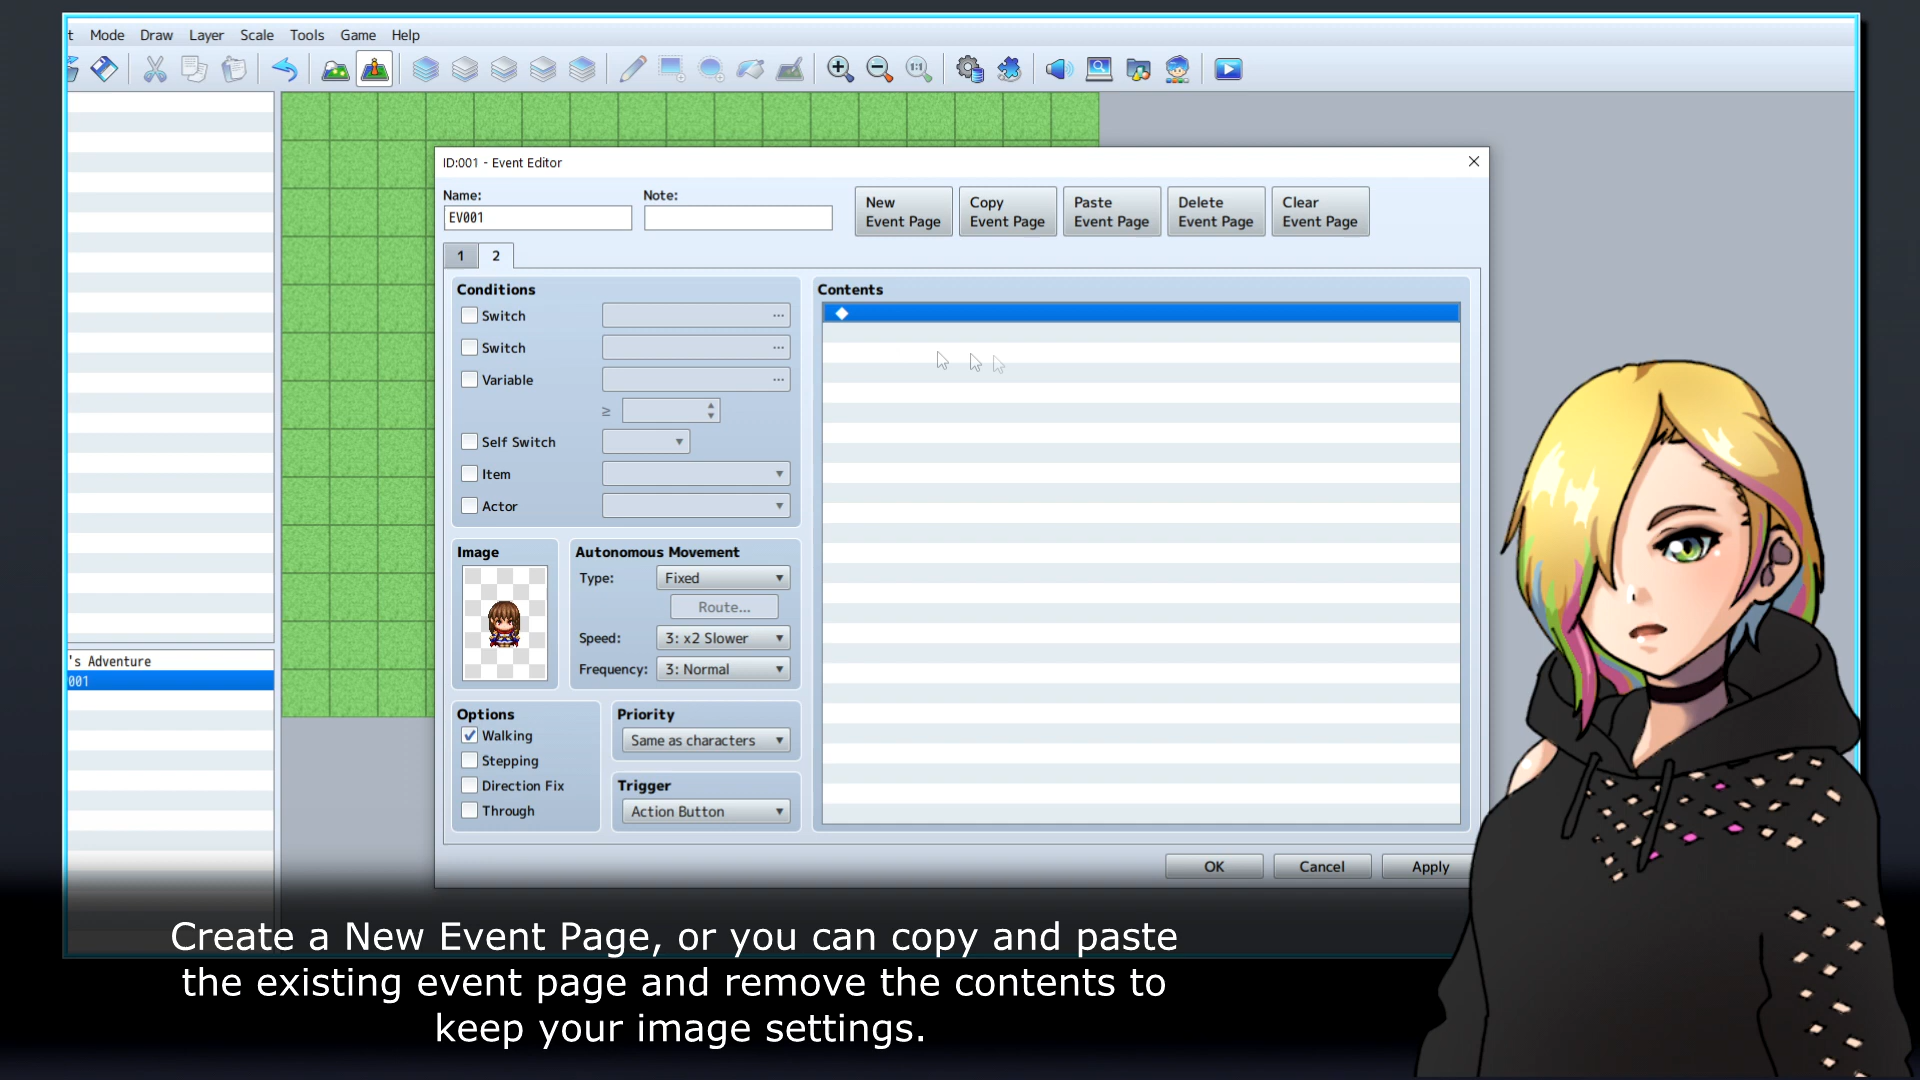 t Mode Draw Layer Scale Tools Game Help
1:1
ID:001 - Event Editor
Name:
Note:
EV001
New
Event Page
Copy
Event Page
Paste
Event Page
Delete
Event Page
Clear
Event Page
1 2
Conditions
Switch ...
Switch ...
Variable ...
≥
Self Switch
Item
Actor
Contents
◆
Image
Autonomous Movement
Type: Fixed
Route...
Speed: 3: x2 Slower
Frequency: 3: Normal
Options
Walking
Stepping
Direction Fix
Through
Priority
Same as characters
Trigger
Action Button
OK Cancel Apply
's Adventure
001
Create a New Event Page, or you can copy and paste
the existing event page and remove the contents to
keep your image settings.